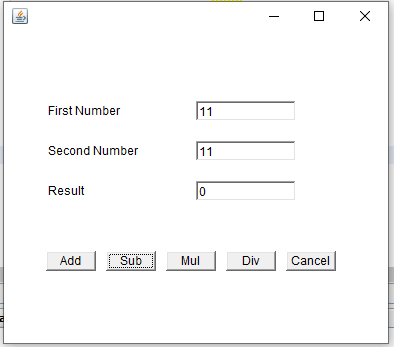 First Number 11
Second Number 11
Result 0
Add Sub Mul Div Cancel